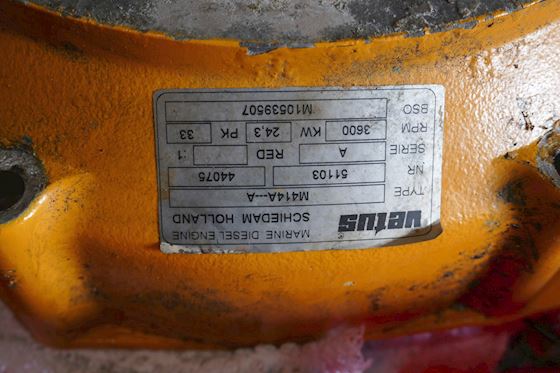 vetus ® MARINE DIESEL ENGINE
SCHIEDAM HOLLAND
TYPE M414A---A
NR 51103 44075
SERIE A RED :1
RPM 3600 KW 24,3 PK 33
BSO M10539507